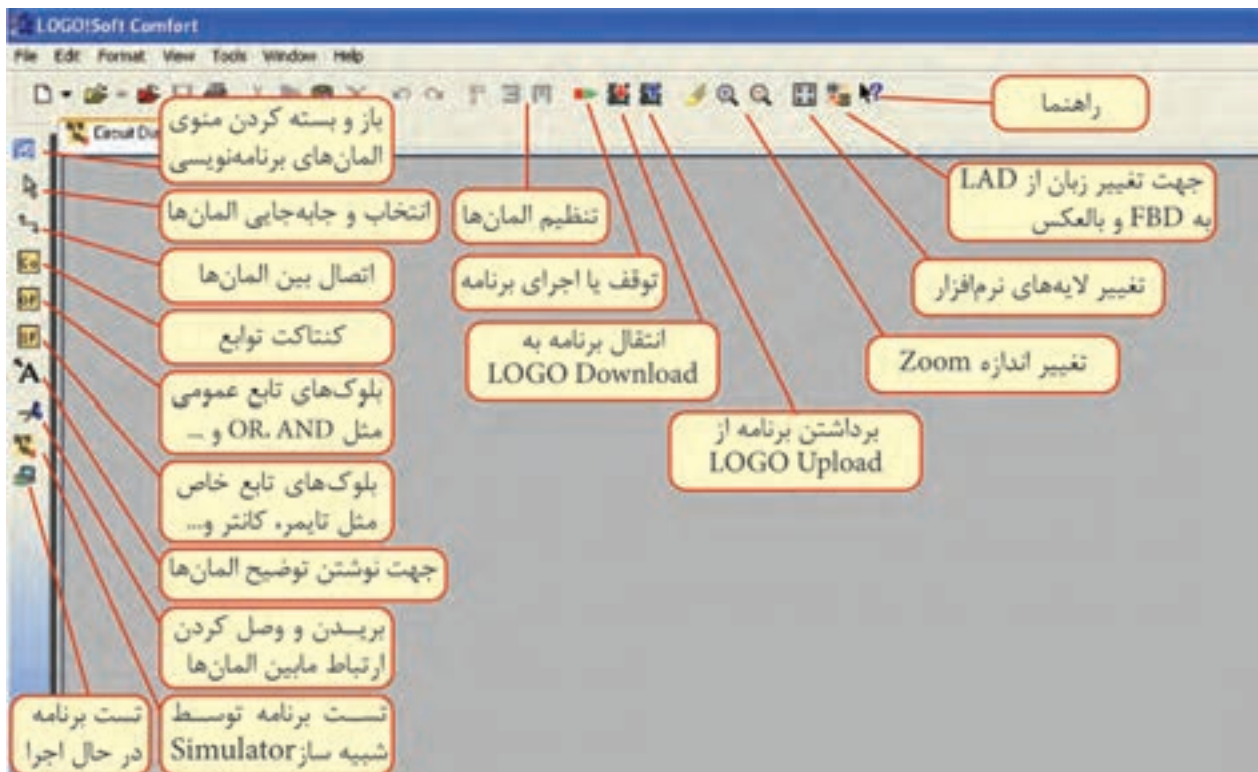 LOGO!Soft Comfort
File Edit Format View Tools Window Help
راهنما
باز و بسته کردن منوی
المان‌های برنامه‌نویسی
جهت تغییر زبان از LAD
به FBD و بالعکس
انتخاب و جابه‌جایی المان‌ها
تنظیم المان‌ها
اتصال بین المان‌ها
توقف یا اجرای برنامه
تغییر لایه‌های نرم‌افزار
کنتاکت توابع
انتقال برنامه به
LOGO Download
تغییر اندازه Zoom
بلوک‌های تابع عمومی
مثل OR، AND و ...
برداشتن برنامه از
LOGO Upload
بلوک‌های تابع خاص
مثل تایمر، کانتر و...
جهت نوشتن توضیح المان‌ها
بریدن و وصل کردن
ارتباط مابین المان‌ها
تست برنامه توسط
شبیه ساز Simulator
تست برنامه
در حال اجرا
Circuit
Co
GF
SF
A